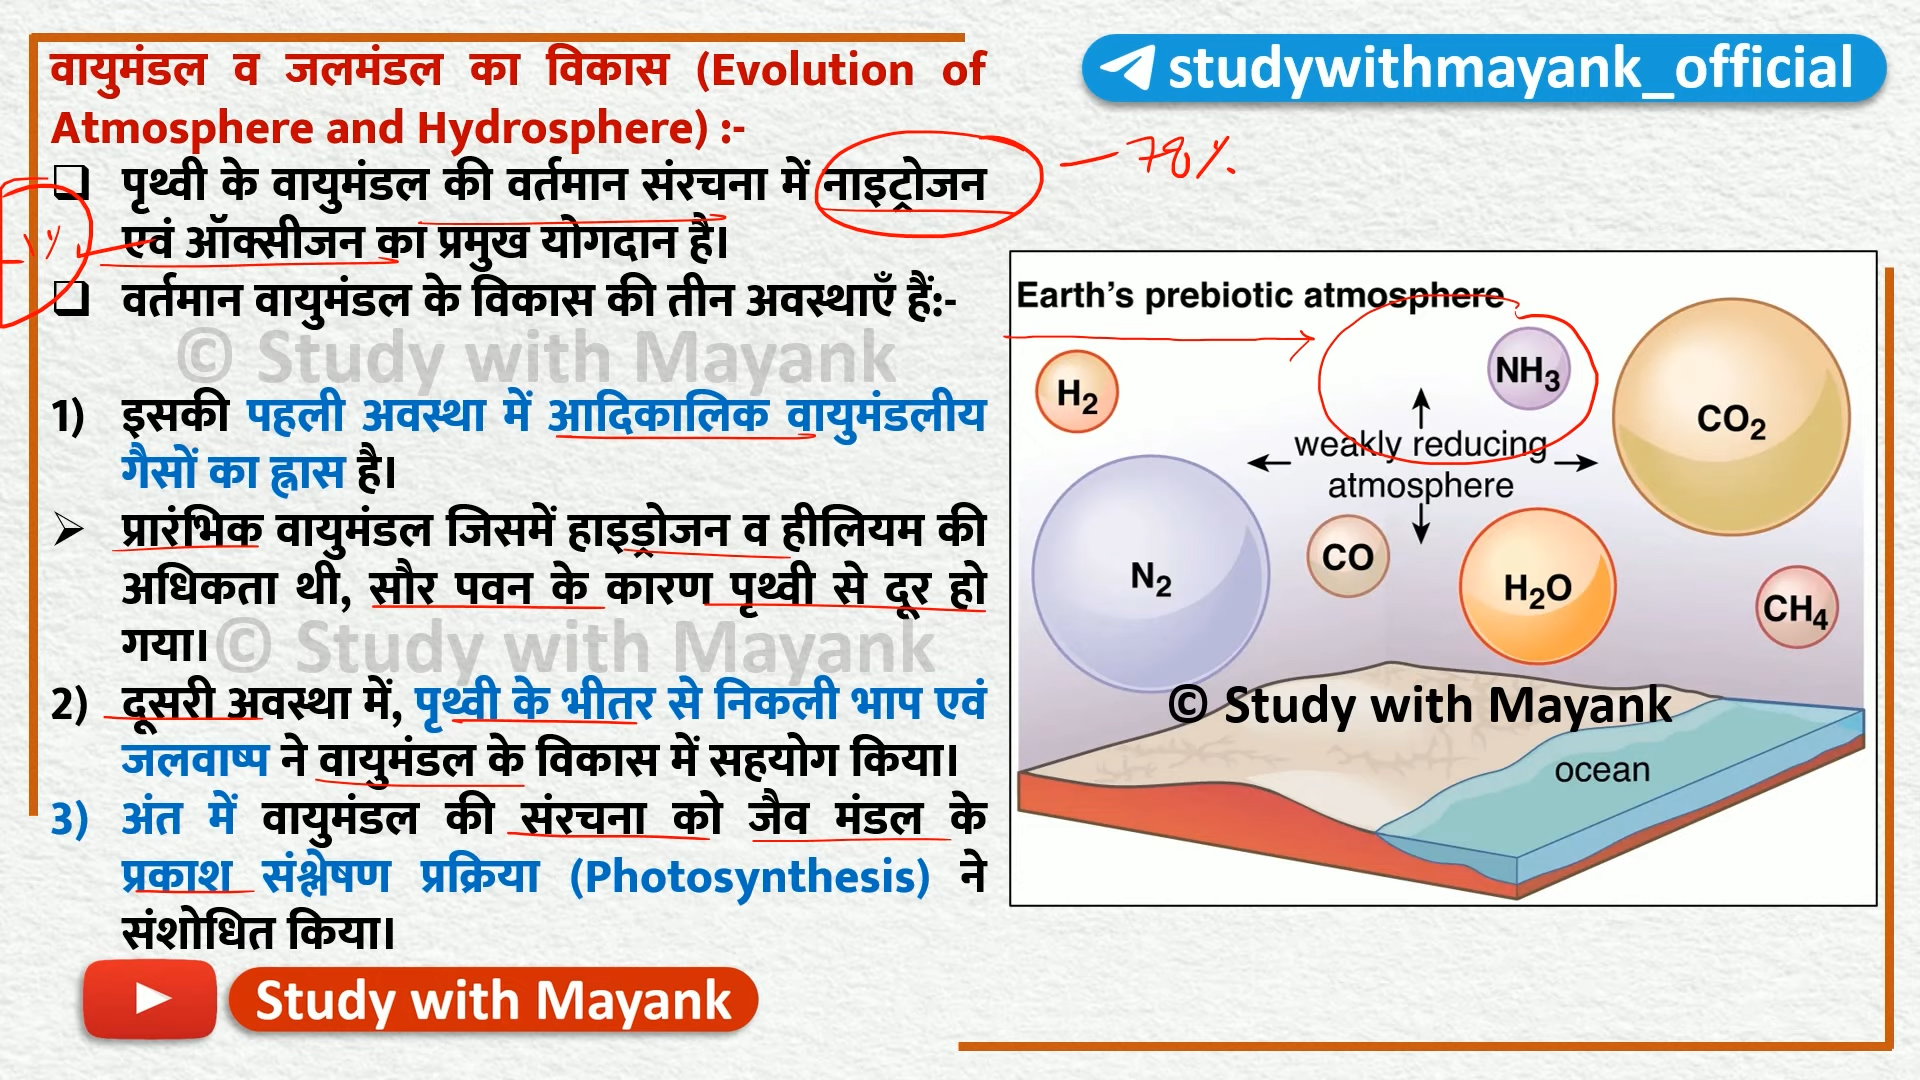 वायुमंडल व जलमंडल का विकास (Evolution of
Atmosphere and Hydrosphere) :-
पृथ्वी के वायुमंडल की वर्तमान संरचना में नाइट्रोजन
एवं ऑक्सीजन का प्रमुख योगदान है।
वर्तमान वायुमंडल के विकास की तीन अवस्थाएँ हैं:-
© Study with Mayank
1) इसकी पहली अवस्था में आदिकालिक वायुमंडलीय
गैसों का ह्रास है।
प्रारंभिक वायुमंडल जिसमें हाइड्रोजन व हीलियम की
अधिकता थी, सौर पवन के कारण पृथ्वी से दूर हो
गया।
© Study with Mayank
2) दूसरी अवस्था में, पृथ्वी के भीतर से निकली भाप एवं
जलवाष्प ने वायुमंडल के विकास में सहयोग किया।
3) अंत में वायुमंडल की संरचना को जैव मंडल के
प्रकाश संश्लेषण प्रक्रिया (Photosynthesis) ने
संशोधित किया।
Study with Mayank
studywithmayank_official
78%
Earth's prebiotic atmosphere
H2
NH3
CO2
weakly reducing
atmosphere
N2
CO
H2O
CH4
© Study with Mayank
ocean